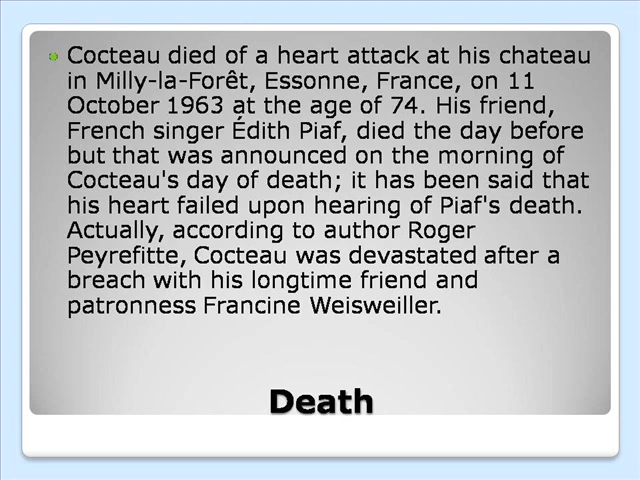 Cocteau died of a heart attack at his chateau
in Milly-la-Forêt, Essonne, France, on 11
October 1963 at the age of 74. His friend,
French singer Édith Piaf, died the day before
but that was announced on the morning of
Cocteau's day of death; it has been said that
his heart failed upon hearing of Piaf's death.
Actually, according to author Roger
Peyrefitte, Cocteau was devastated after a
breach with his longtime friend and
patronness Francine Weisweiller.
Death